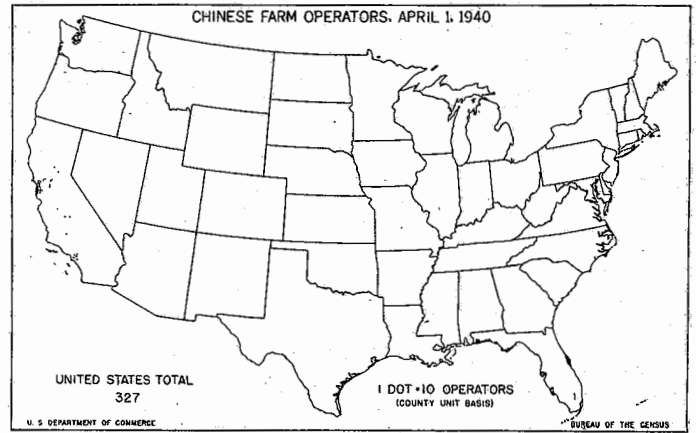 CHINESE FARM OPERATORS, APRIL 1, 1940
UNITED STATES TOTAL
327
1 DOT=10 OPERATORS
(COUNTY UNIT BASIS)
U. S DEPARTMENT OF COMMERCE
BUREAU OF THE CENSUS